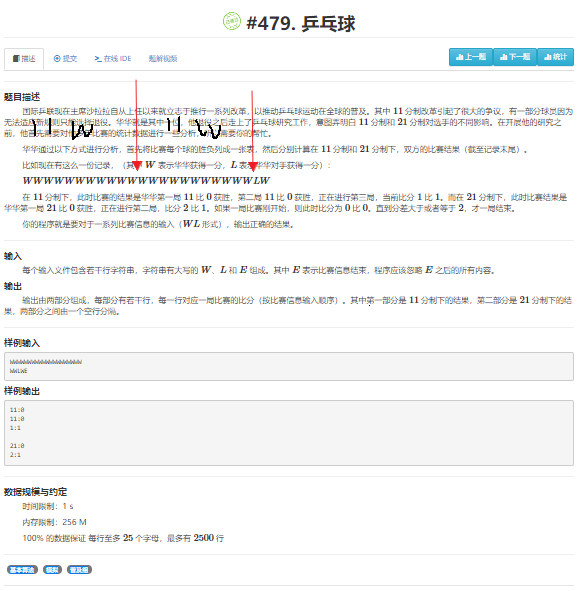 #479. 乒乓球
描述 提交 在线 IDE 题解视频 上一题 下一题 统计
题目描述
国际乒联现在主席沙拉拉自从上任以来就立志于推行一系列改革，以推动乒乓球运动在全球的普及。其中 11 分制改革引起了很大的争议，有一部分球员因为
无法适应新规则只能选择退役。华华就是其中一位，他退役之后走上了乒乓球研究工作，意图弄明白 11 分制和 21 分制对选手的不同影响。在开展他的研究之
前，他首先需要对他多年比赛的统计数据进行一些分析，所以需要你的帮忙。
11 W 11 W
华华通过以下方式进行分析，首先将比赛每个球的胜负列成一张表，然后分别计算在 11 分制和 21 分制下，双方的比赛结果（截至记录末尾）。
比如现在有这么一份记录，（其中 W 表示华华获得一分，L 表示华华对手获得一分）：
WWWWWWWWWWWWWWWWWWWWWWLW
在 11 分制下，此时比赛的结果是华华第一局 11 比 0 获胜，第二局 11 比 0 获胜，正在进行第三局，当前比分 1 比 1。而在 21 分制下，此时比赛结果是
华华第一局 21 比 0 获胜，正在进行第二局，比分 2 比 1。如果一局比赛刚开始，则此时比分为 0 比 0。直到分差大于或者等于 2，才一局结束。
你的程序就是要对于一系列比赛信息的输入（WL 形式），输出正确的结果。
输入
每个输入文件包含若干行字符串，字符串有大写的 W、L 和 E 组成。其中 E 表示比赛信息结束，程序应该忽略 E 之后的所有内容。
输出
输出由两部分组成，每部分有若干行，每一行对应一局比赛的比分（按比赛信息输入顺序）。其中第一部分是 11 分制下的结果，第二部分是 21 分制下的结
果，两部分之间由一个空行分隔。
样例输入
WWWWWWWWWWWWWWWWWWWW
WWLWE
样例输出
11:0
11:0
1:1
21:0
2:1
数据规模与约定
时间限制：1 s
内存限制：256 M
100% 的数据保证 每行至多 25 个字母，最多有 2500 行
基本算法 模拟 普及组